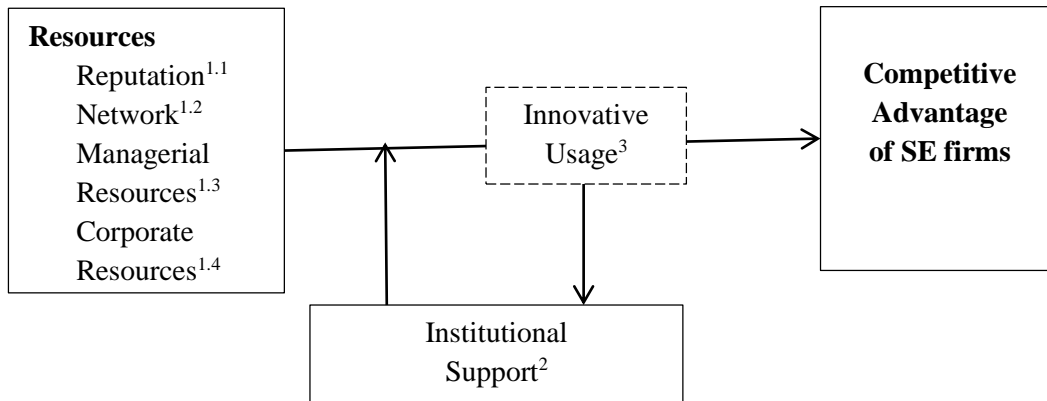 Resources
Reputation1.1
Network1.2
Managerial
Resources1.3
Corporate
Resources1.4
Innovative
Usage3
Competitive
Advantage
of SE firms
Institutional
Support2